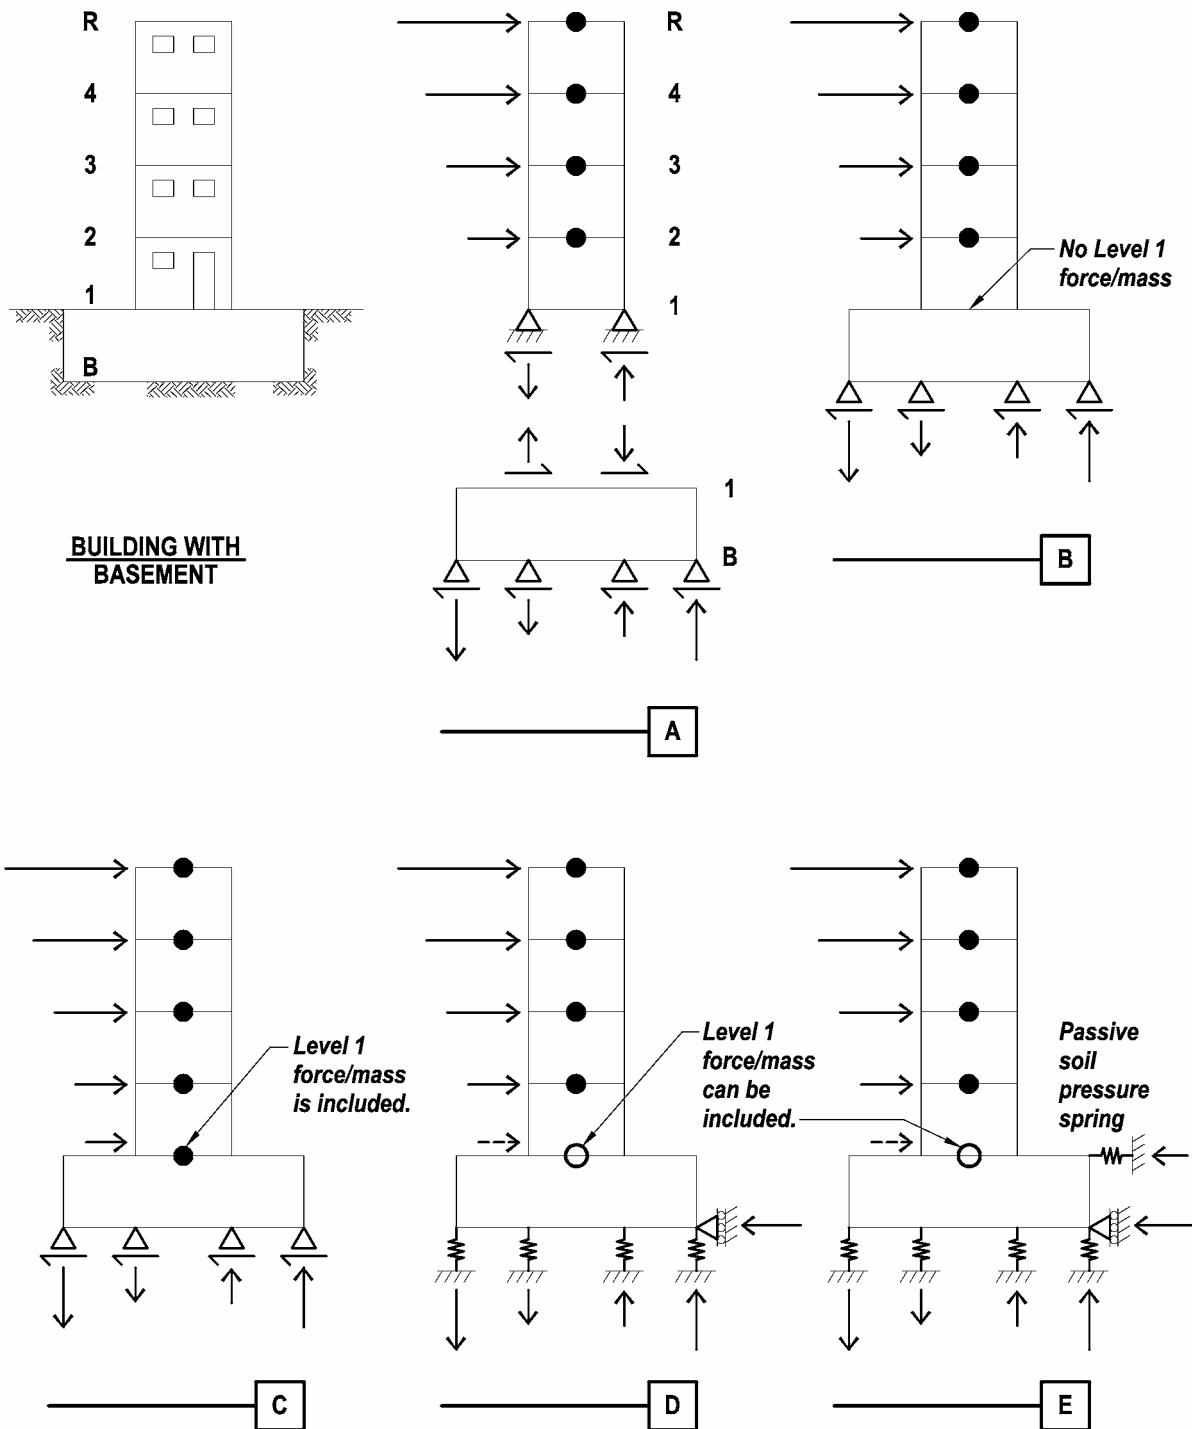 R
4
3
2
1
B
BUILDING WITH
BASEMENT
R
4
3
2
1
1
B
A
No Level 1
force/mass
B
Level 1
force/mass
is included.
C
Level 1
force/mass
can be
included.
D
Passive
soil
pressure
spring
E